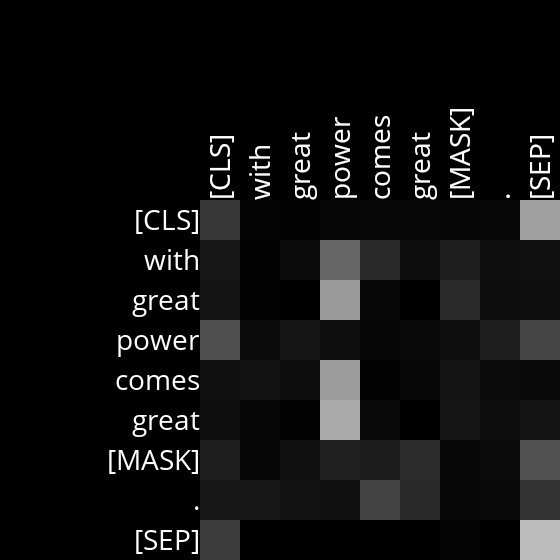 [CLS] with great power comes great [MASK] . [SEP]
[CLS]
with
great
power
comes
great
[MASK]
.
[SEP]